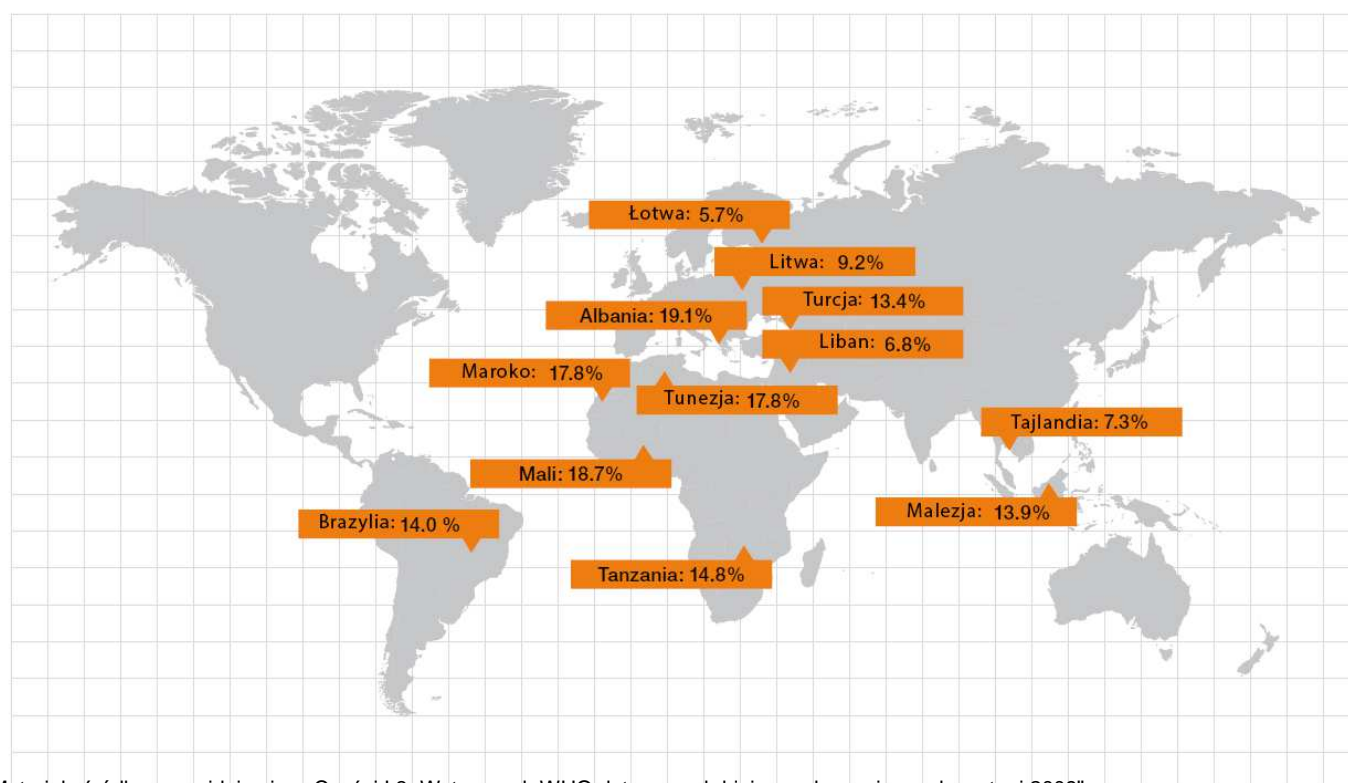 Łotwa: 5.7%
Litwa: 9.2%
Turcja: 13.4%
Albania: 19.1%
Liban: 6.8%
Maroko: 17.8%
Tunezja: 17.8%
Tajlandia: 7.3%
Mali: 18.7%
Malezja: 13.9%
Brazylia: 14.0 %
Tanzania: 14.8%